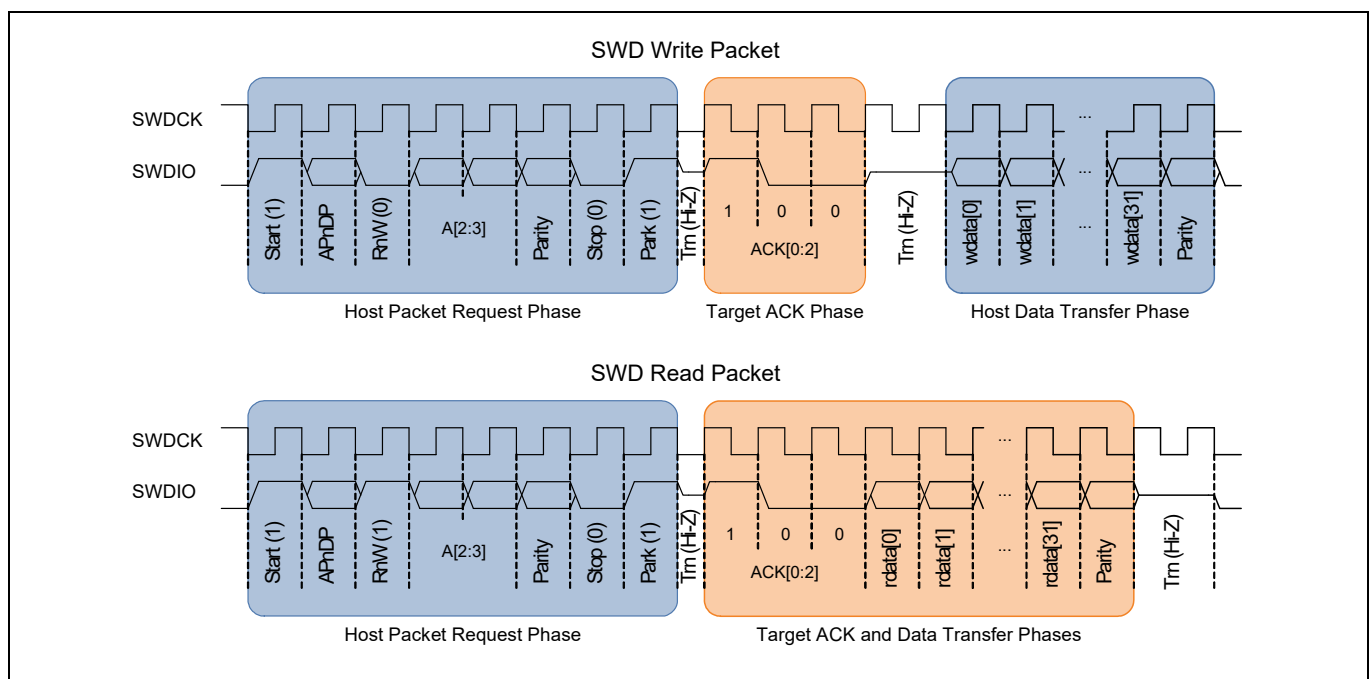 SWD Write Packet
SWDCK
...
SWDIO
Start (1)
APnDP
RnW (0)
A[2:3]
Parity
Stop (0)
Park (1)
Trn (Hi-Z)
1
0
0
ACK[0:2]
Trn (Hi-Z)
wdata[0]
wdata[1]
...
...
wdata[31]
Parity
Host Packet Request Phase
Target ACK Phase
Host Data Transfer Phase
SWD Read Packet
SWDCK
...
SWDIO
...
Start (1)
APnDP
RnW (1)
A[2:3]
Parity
Stop (0)
Park (1)
Trn (Hi-Z)
1
0
0
ACK[0:2]
rdata[0]
rdata[1]
...
rdata[31]
Parity
Trn (Hi-Z)
Host Packet Request Phase
Target ACK and Data Transfer Phases